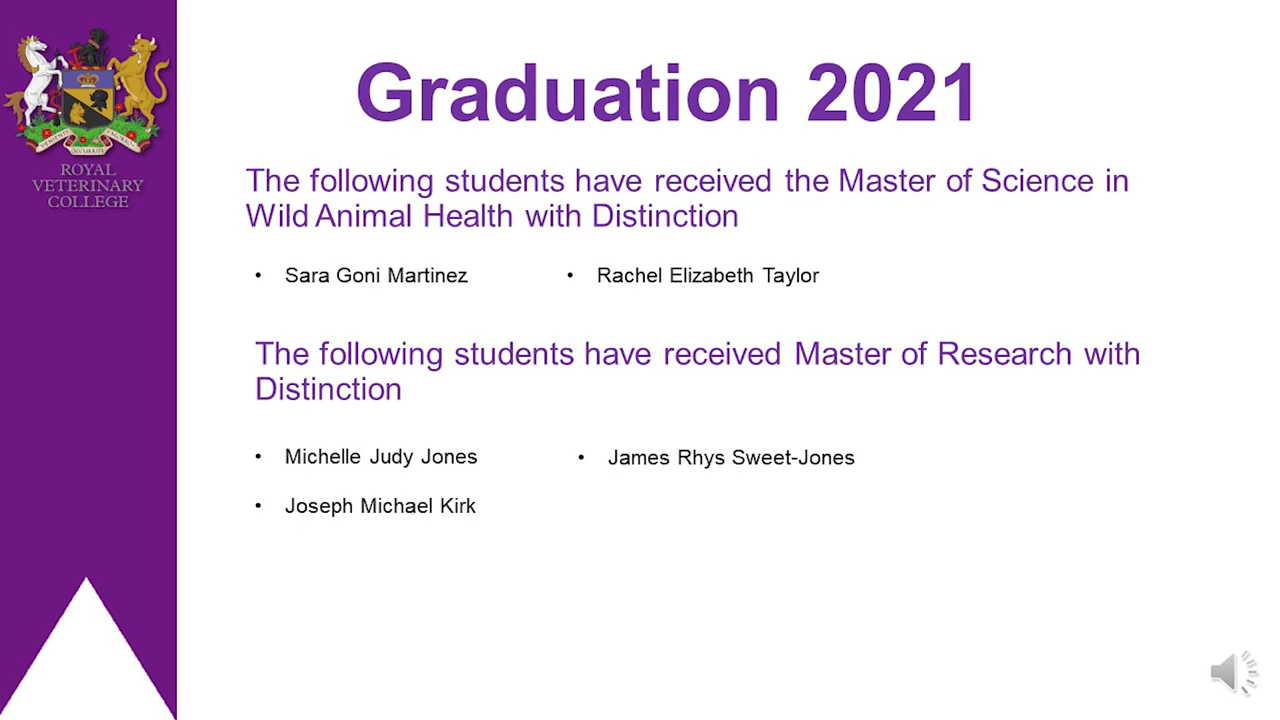 ROYAL
VETERINARY
COLLEGE
Graduation 2021
The following students have received the Master of Science in
Wild Animal Health with Distinction
• Sara Goni Martinez
• Rachel Elizabeth Taylor
The following students have received Master of Research with
Distinction
• Michelle Judy Jones
• James Rhys Sweet-Jones
• Joseph Michael Kirk